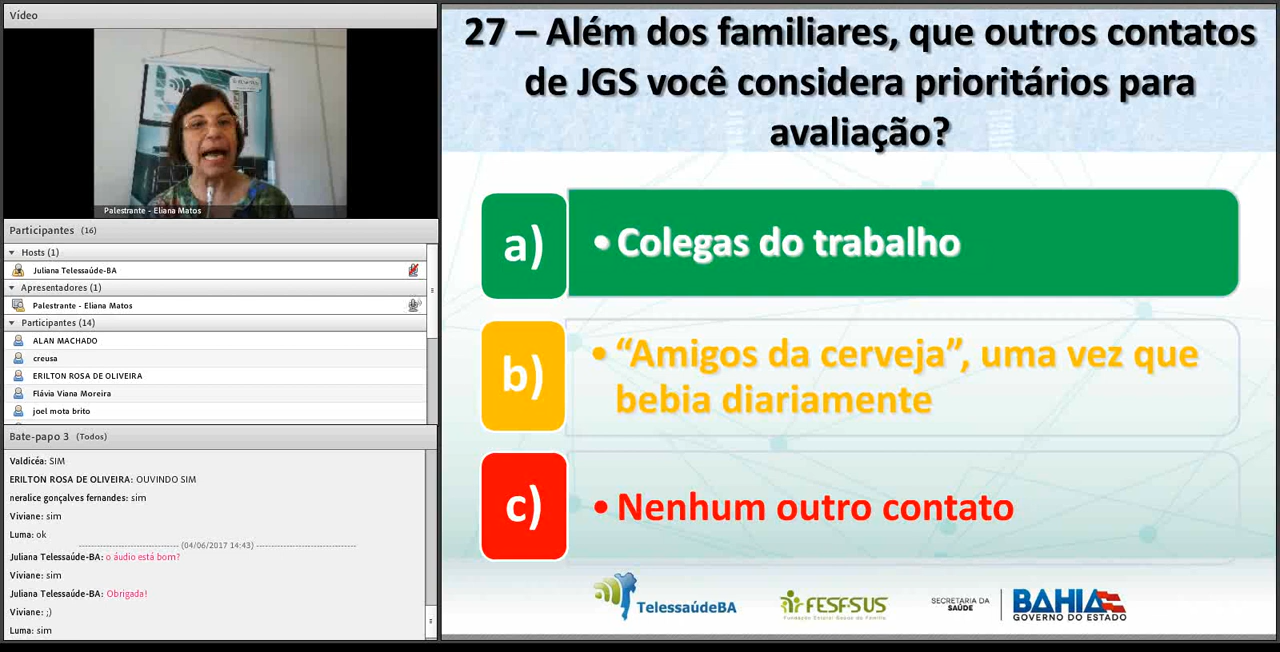 Vídeo
Palestrante - Eliana Matos
Participantes (16)
Hosts (1)
Juliana Telessaúde-BA
Apresentadores (1)
Palestrante - Eliana Matos
Participantes (14)
ALAN MACHADO
creusa
ERILTON ROSA DE OLIVEIRA
Flávia Viana Moreira
joel mota brito
Bate-papo 3 (Todos)
Valdicéa: SIM
ERILTON ROSA DE OLIVEIRA: OUVINDO SIM
neralice gonçalves fernandes: sim
Viviane: sim
Luma: ok
(04/06/2017 14:43)
Juliana Telessaúde-BA: o áudio está bom?
Viviane: sim
Juliana Telessaúde-BA: Obrigada!
Viviane: ;)
Luma: sim
27 – Além dos familiares, que outros contatos
de JGS você considera prioritários para
avaliação?
a)
• Colegas do trabalho
b)
• “Amigos da cerveja”, uma vez que
bebia diariamente
c)
• Nenhum outro contato
TelessaúdeBA
FESF-SUS
SECRETARIA DA
SAÚDE
BAHIA
GOVERNO DO ESTADO